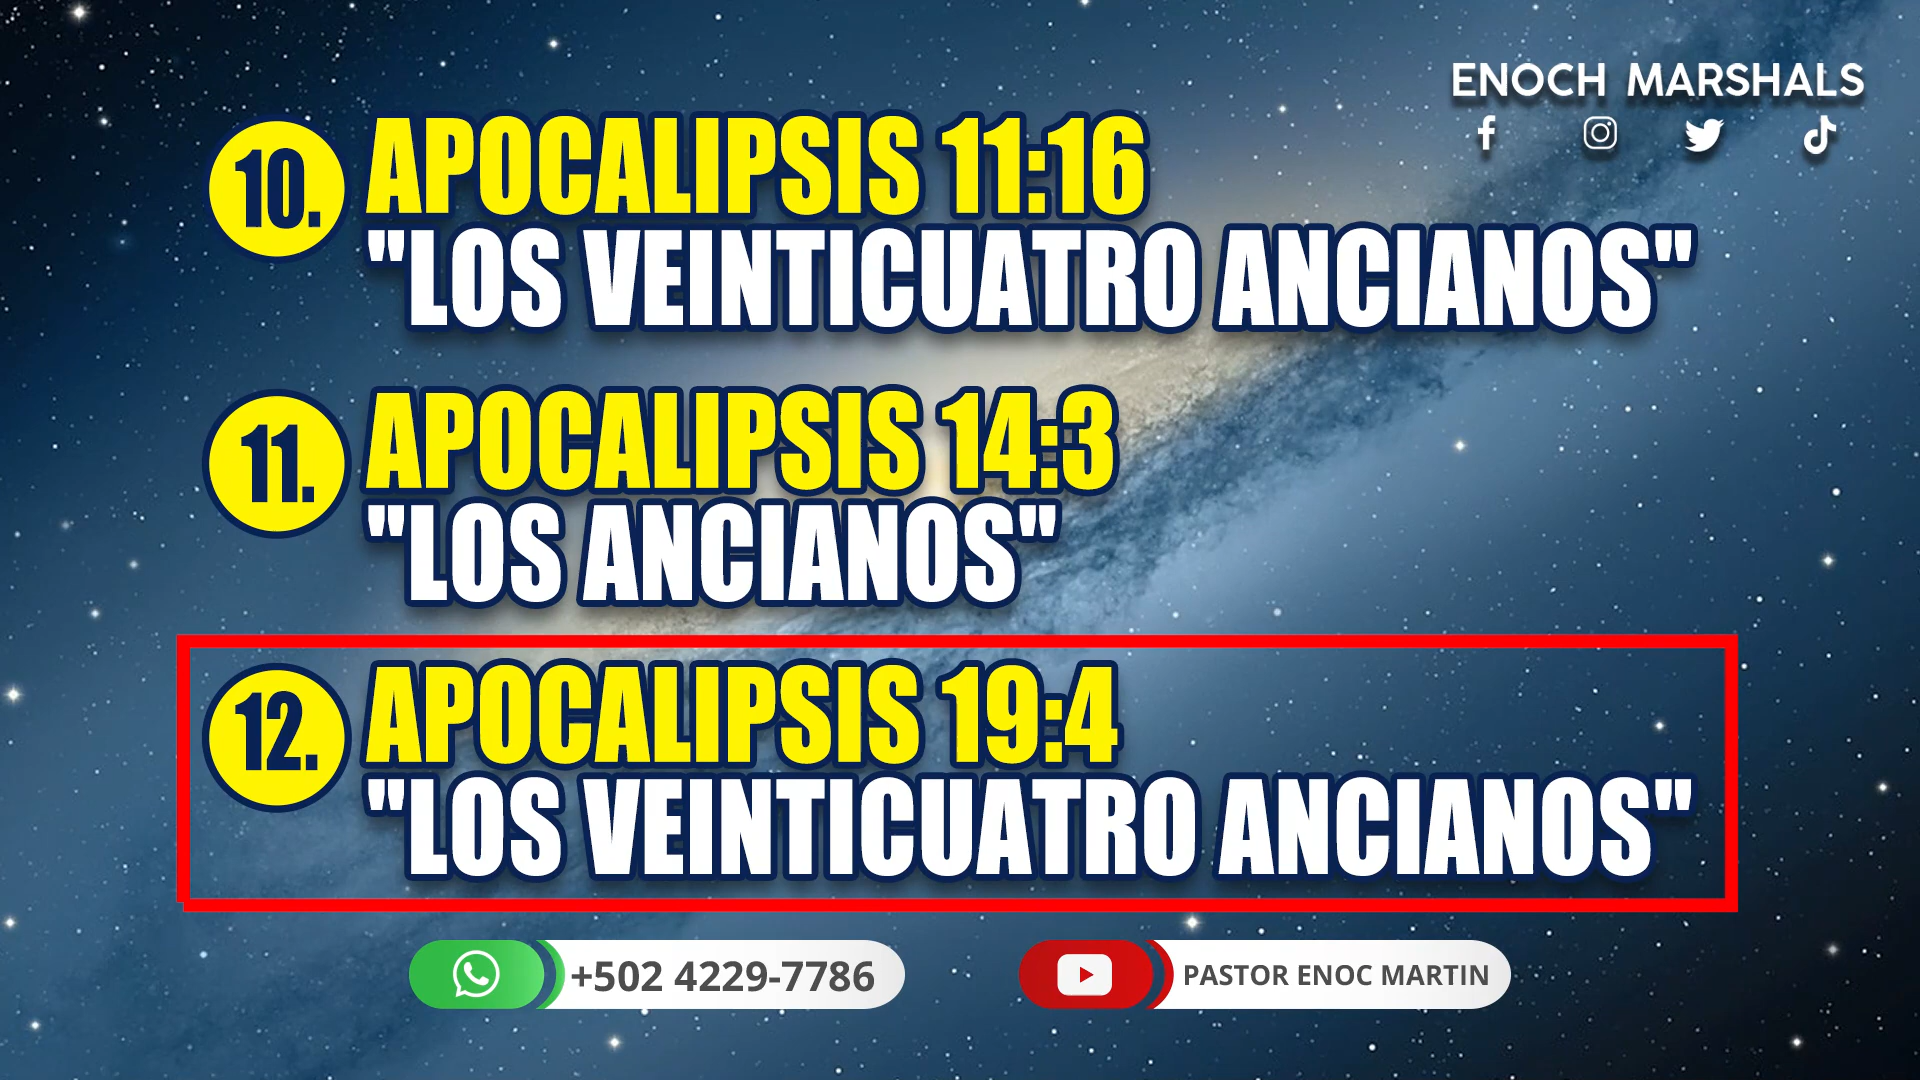 ENOCH MARSHALS
10. APOCALIPSIS 11:16
"LOS VEINTICUATRO ANCIANOS"
11. APOCALIPSIS 14:3
"LOS ANCIANOS"
12. APOCALIPSIS 19:4
"LOS VEINTICUATRO ANCIANOS"
+502 4229-7786
PASTOR ENOC MARTIN